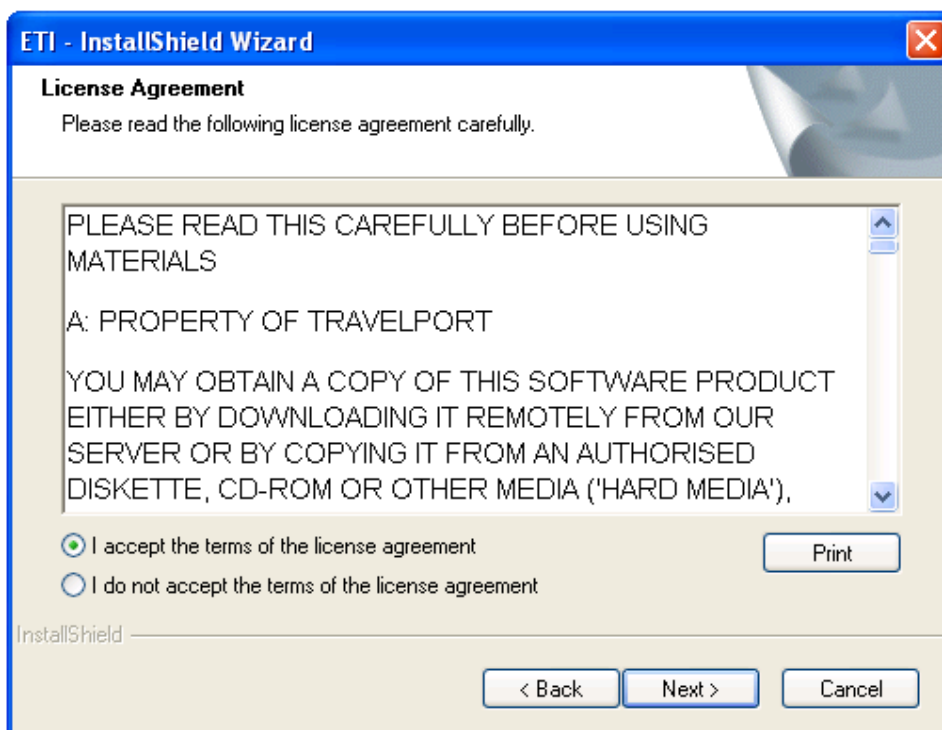 ETI - InstallShield Wizard
License Agreement
Please read the following license agreement carefully.
PLEASE READ THIS CAREFULLY BEFORE USING
MATERIALS
A: PROPERTY OF TRAVELPORT
YOU MAY OBTAIN A COPY OF THIS SOFTWARE PRODUCT
EITHER BY DOWNLOADING IT REMOTELY FROM OUR
SERVER OR BY COPYING IT FROM AN AUTHORISED
DISKETTE, CD-ROM OR OTHER MEDIA ('HARD MEDIA'),
I accept the terms of the license agreement
Print
I do not accept the terms of the license agreement
InstallShield
< Back Next > Cancel